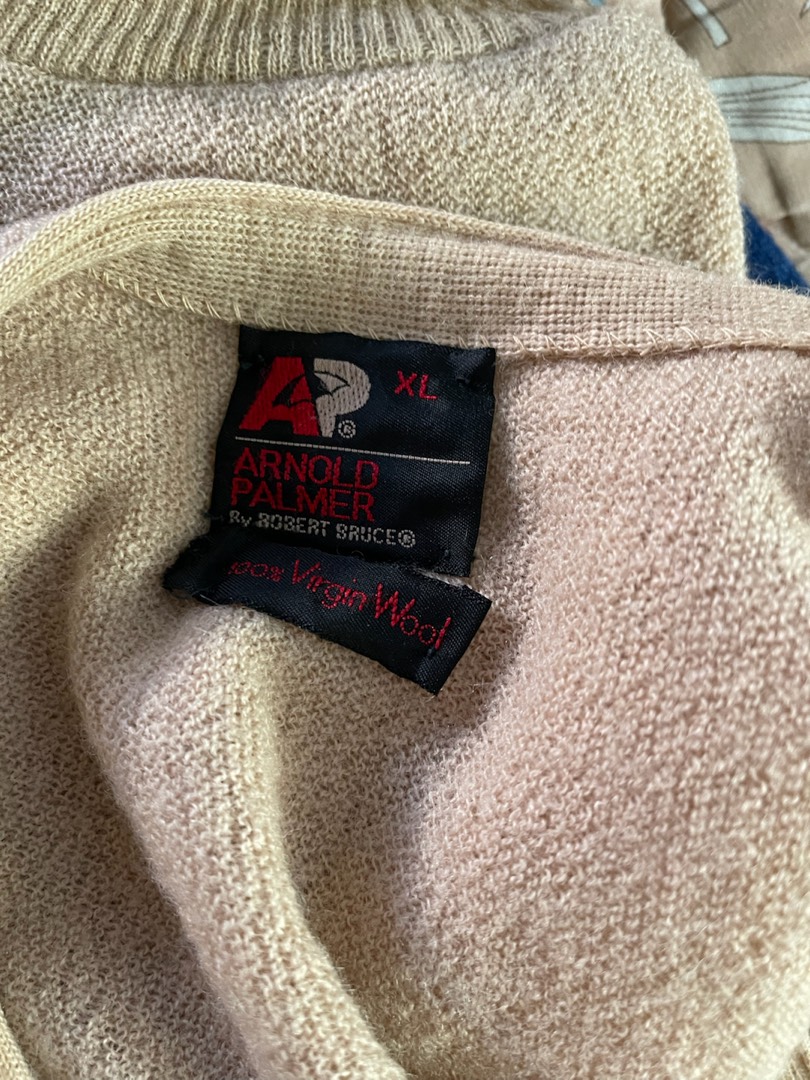 AP® XL
ARNOLD
PALMER
By ROBERT BRUCE®
100% Virgin Wool